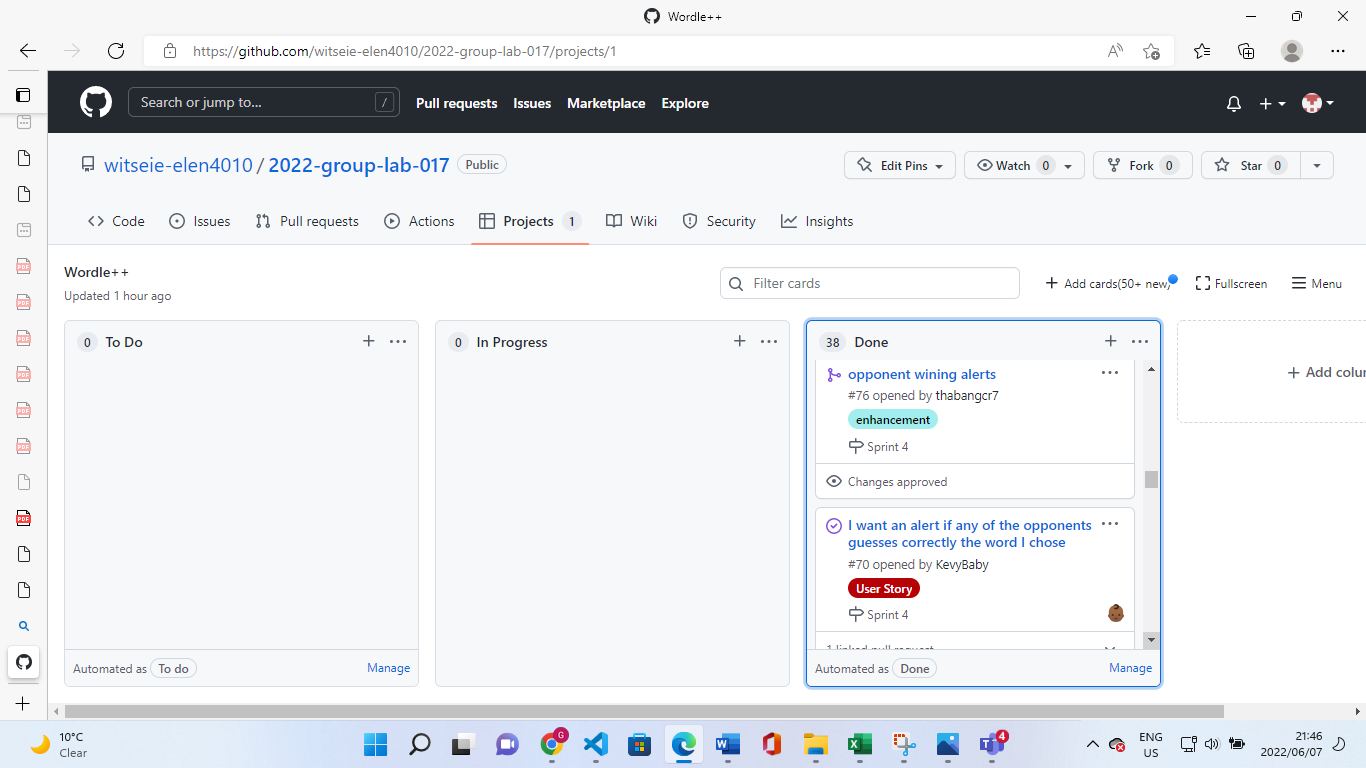 Wordle++
https://github.com/witseie-elen4010/2022-group-lab-017/projects/1
Search or jump to... /
Pull requests Issues Marketplace Explore
witseie-elen4010 / 2022-group-lab-017 Public
Edit Pins Watch 0 Fork 0 Star 0
Code Issues Pull requests Actions Projects 1 Wiki Security Insights
Wordle++
Updated 1 hour ago
Filter cards
Add cards(50+ new) Fullscreen Menu
0 To Do
Automated as To do Manage
0 In Progress
38 Done
opponent wining alerts
#76 opened by thabangcr7
enhancement
Sprint 4
Changes approved
I want an alert if any of the opponents
guesses correctly the word I chose
#70 opened by KevyBaby
User Story
Sprint 4
1 linked pull request
Automated as Done Manage
+ Add colu
10°C
Clear
G
4
ENG
US
21:46
2022/06/07